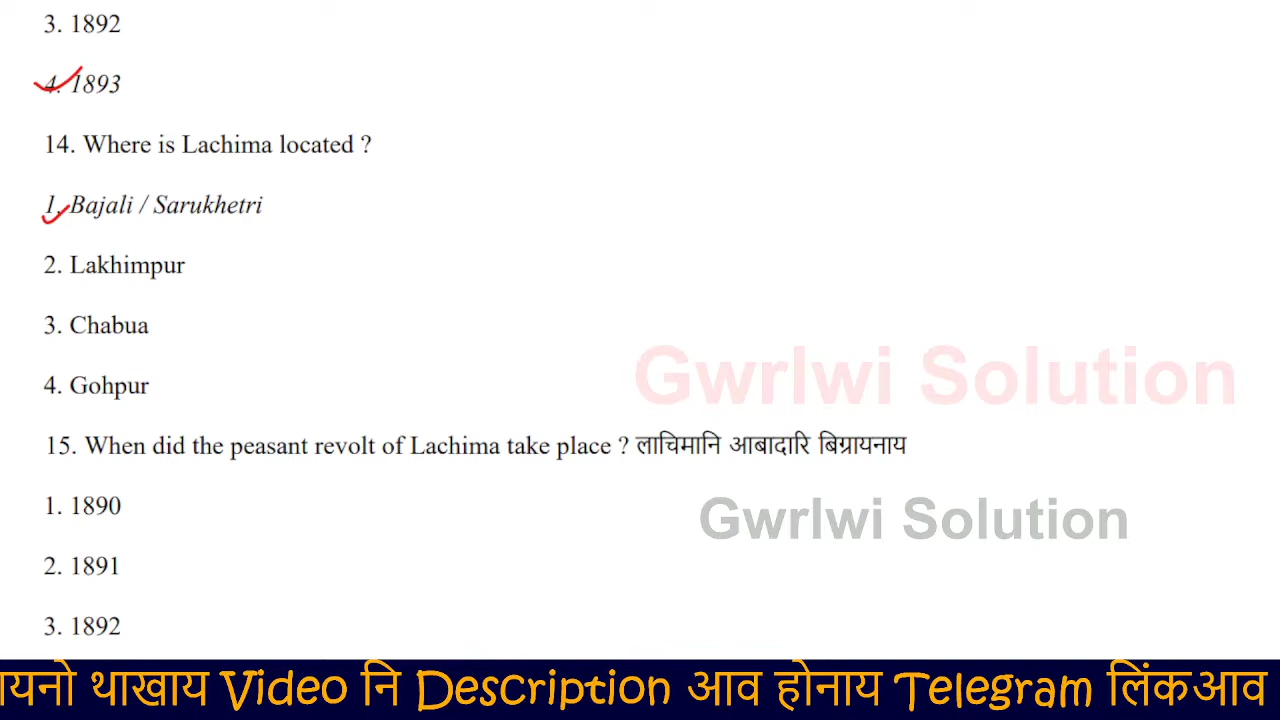 3. 1892
4. 1893
14. Where is Lachima located ?
1. Bajali / Sarukhetri
2. Lakhimpur
3. Chabua
4. Gohpur
Gwrlwi Solution
15. When did the peasant revolt of Lachima take place ? लाचिमानि आबादारि बिग्रायनाय
1. 1890
Gwrlwi Solution
2. 1891
3. 1892
थाखाय Video नि Description आव होनाय Telegram लिंकआव